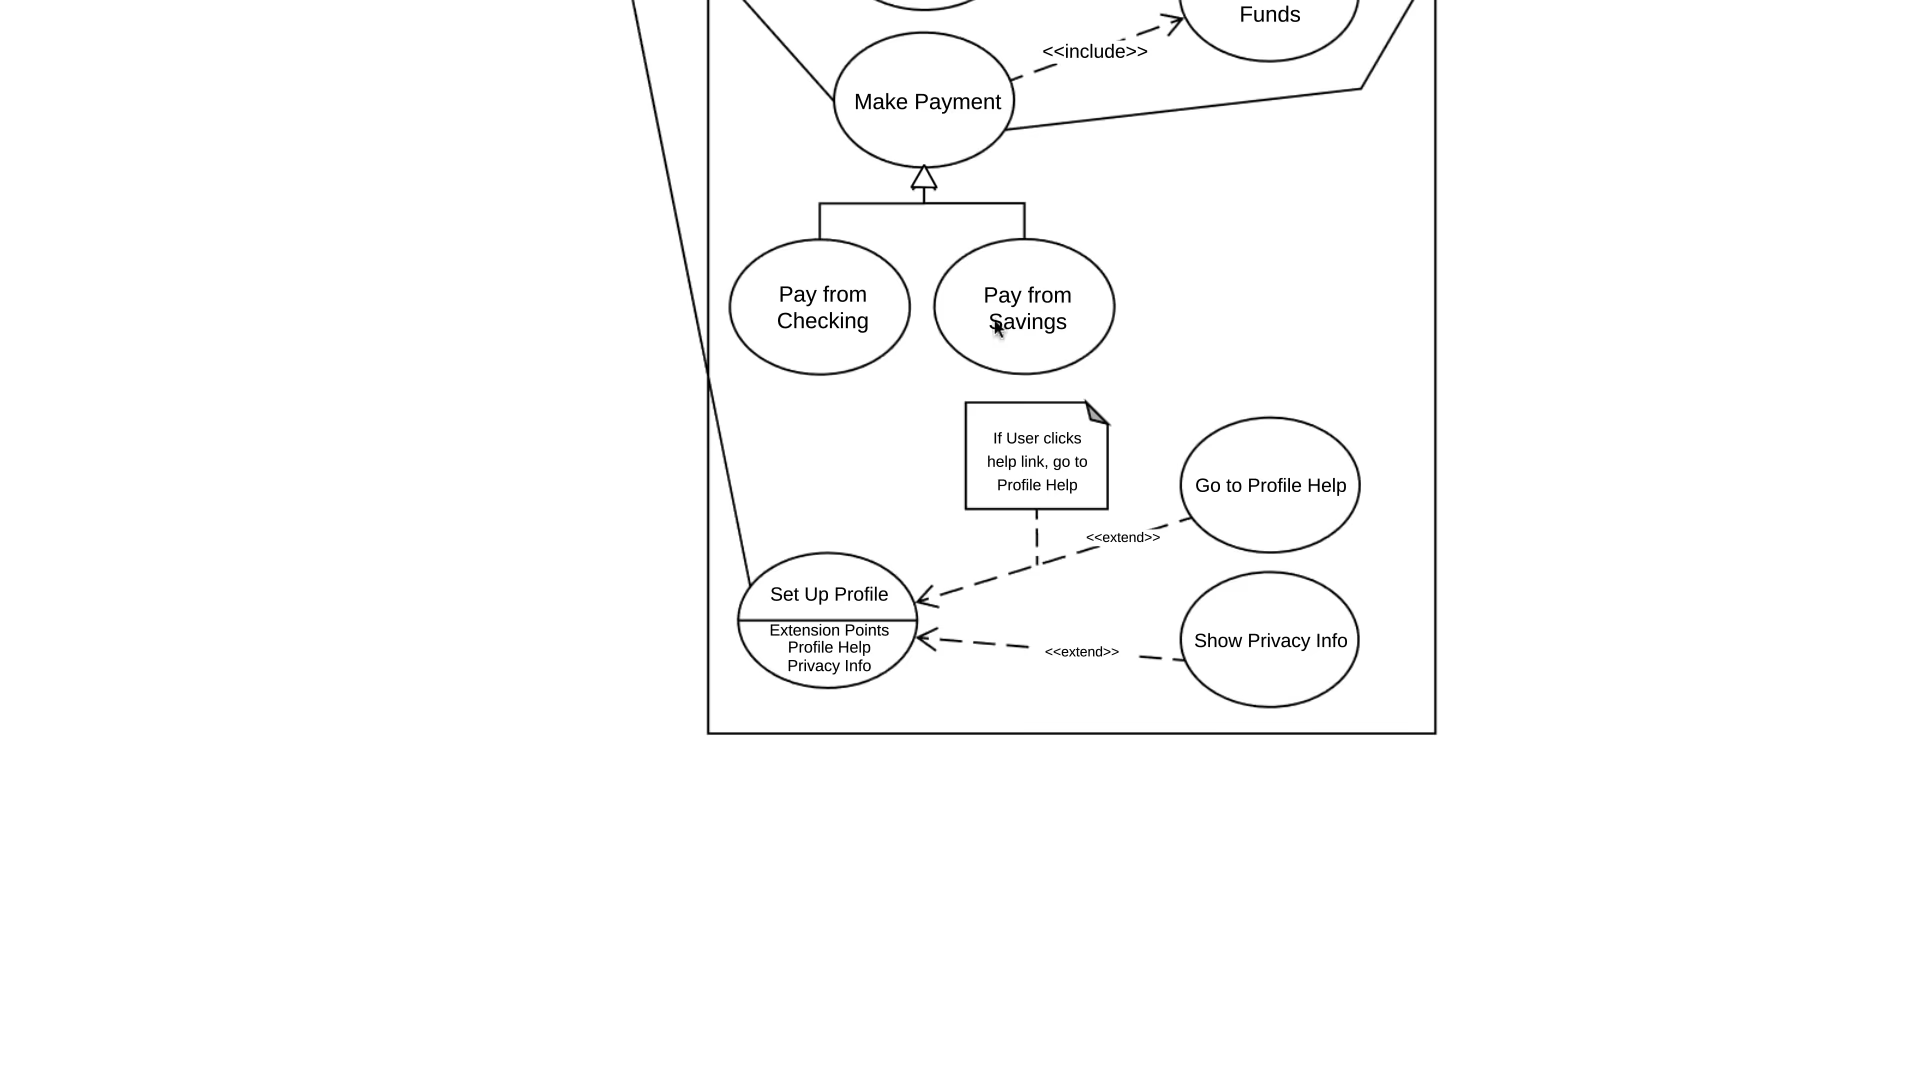 Funds
<<include>>
Make Payment
Pay from
Checking
Pay from
Savings
If User clicks
help link, go to
Profile Help
Go to Profile Help
<<extend>>
Set Up Profile
Extension Points
Profile Help
Privacy Info
<<extend>>
Show Privacy Info